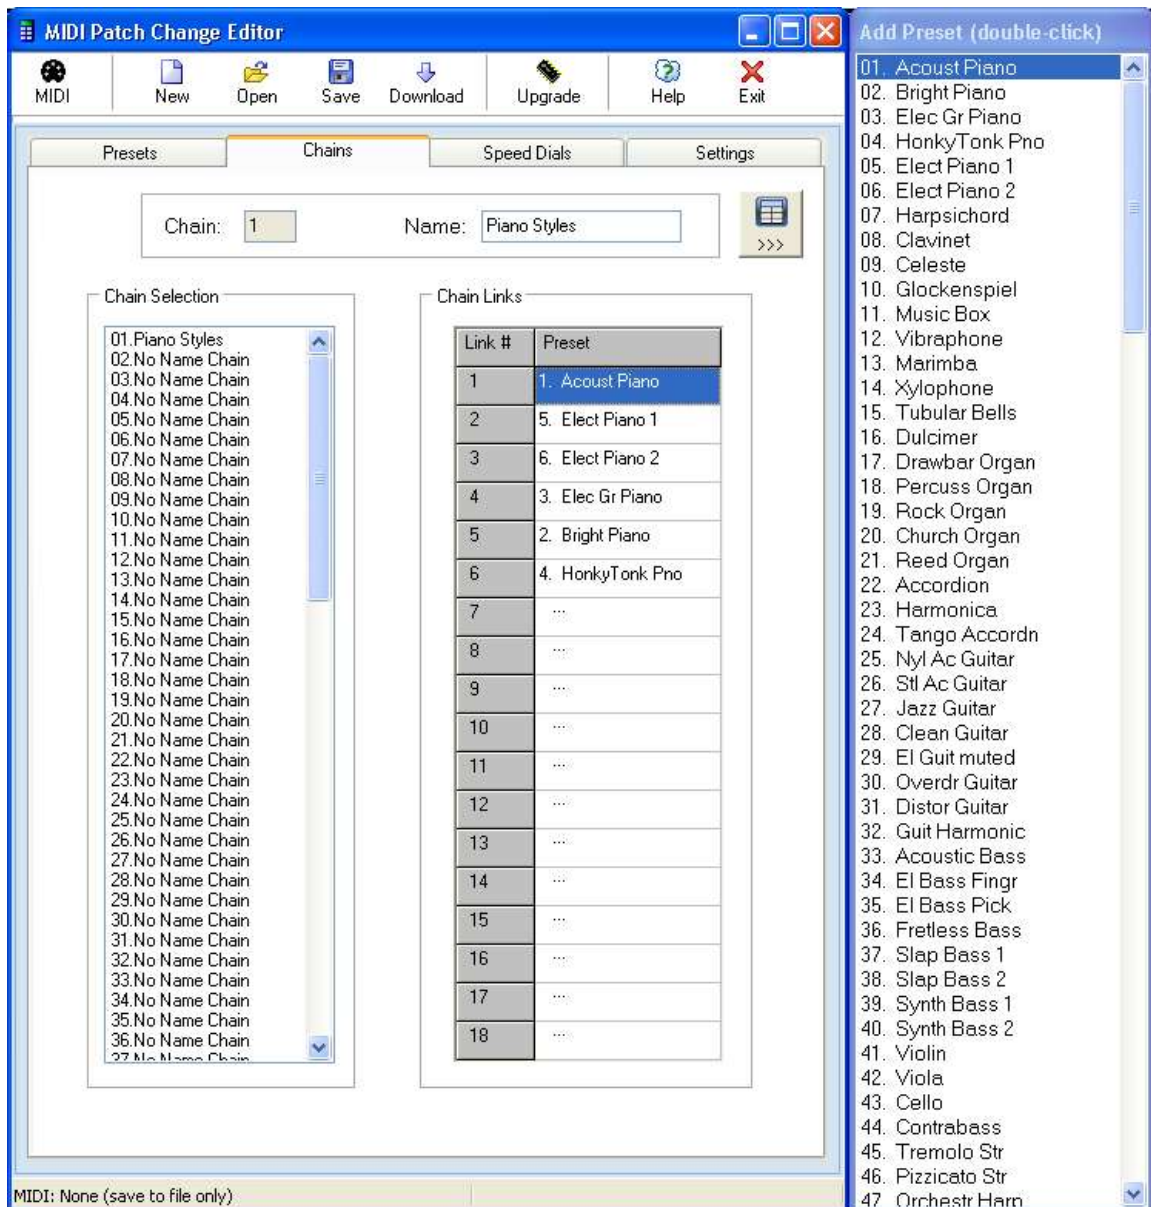 MIDI Patch Change Editor
MIDI New Open Save Download Upgrade Help Exit
Presets Chains Speed Dials Settings
Chain: 1 Name: Piano Styles
>>>
Chain Selection
01.Piano Styles
02.No Name Chain
03.No Name Chain
04.No Name Chain
05.No Name Chain
06.No Name Chain
07.No Name Chain
08.No Name Chain
09.No Name Chain
10.No Name Chain
11.No Name Chain
12.No Name Chain
13.No Name Chain
14.No Name Chain
15.No Name Chain
16.No Name Chain
17.No Name Chain
18.No Name Chain
19.No Name Chain
20.No Name Chain
21.No Name Chain
22.No Name Chain
23.No Name Chain
24.No Name Chain
25.No Name Chain
26.No Name Chain
27.No Name Chain
28.No Name Chain
29.No Name Chain
30.No Name Chain
31.No Name Chain
32.No Name Chain
33.No Name Chain
34.No Name Chain
35.No Name Chain
36.No Name Chain
37.No Name Chain
Chain Links
Link # Preset
1 1. Acoust Piano
2 5. Elect Piano 1
3 6. Elect Piano 2
4 3. Elec Gr Piano
5 2. Bright Piano
6 4. HonkyTonk Pno
7 ...
8 ...
9 ...
10 ...
11 ...
12 ...
13 ...
14 ...
15 ...
16 ...
17 ...
18 ...
MIDI: None (save to file only)
Add Preset (double-click)
01. Acoust Piano
02. Bright Piano
03. Elec Gr Piano
04. HonkyTonk Pno
05. Elect Piano 1
06. Elect Piano 2
07. Harpsichord
08. Clavinet
09. Celeste
10. Glockenspiel
11. Music Box
12. Vibraphone
13. Marimba
14. Xylophone
15. Tubular Bells
16. Dulcimer
17. Drawbar Organ
18. Percuss Organ
19. Rock Organ
20. Church Organ
21. Reed Organ
22. Accordion
23. Harmonica
24. Tango Accordn
25. Nyl Ac Guitar
26. Stl Ac Guitar
27. Jazz Guitar
28. Clean Guitar
29. El Guit muted
30. Overdr Guitar
31. Distor Guitar
32. Guit Harmonic
33. Acoustic Bass
34. El Bass Fingr
35. El Bass Pick
36. Fretless Bass
37. Slap Bass 1
38. Slap Bass 2
39. Synth Bass 1
40. Synth Bass 2
41. Violin
42. Viola
43. Cello
44. Contrabass
45. Tremolo Str
46. Pizzicato Str
47. Orchestr Harp